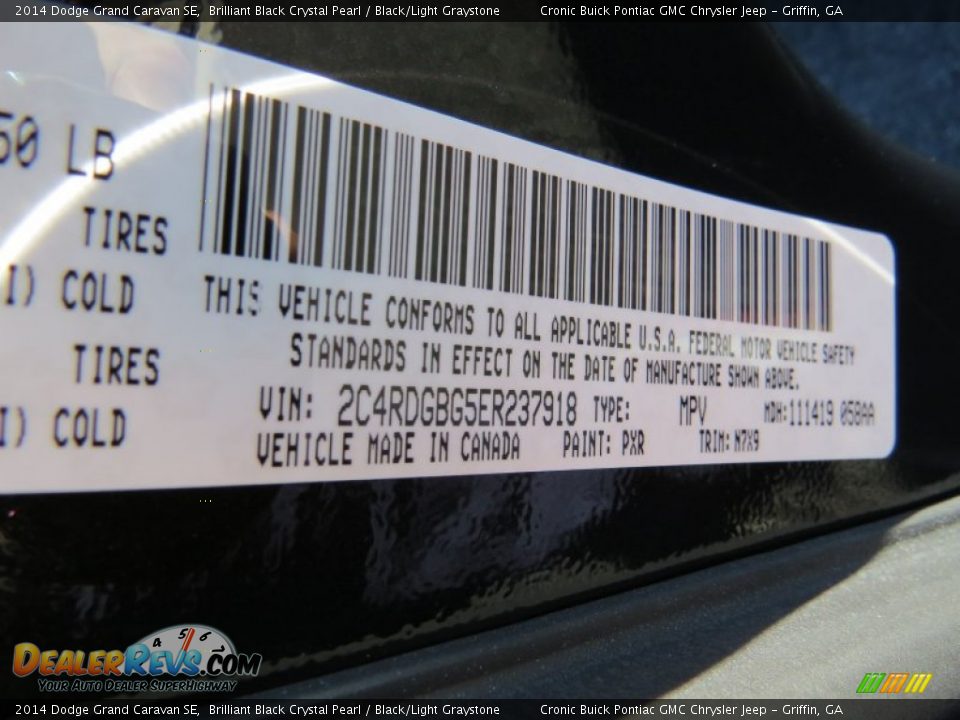 2014 Dodge Grand Caravan SE, Brilliant Black Crystal Pearl / Black/Light Graystone Cronic Buick Pontiac GMC Chrysler Jeep - Griffin, GA
50 LB
TIRES
I) COLD
TIRES
I) COLD
THIS VEHICLE CONFORMS TO ALL APPLICABLE U.S.A. FEDERAL MOTOR VEHICLE SAFETY
STANDARDS IN EFFECT ON THE DATE OF MANUFACTURE SHOWN ABOVE.
VIN: 2C4RDGBG5ER237918 TYPE: MPV MDH:111419 058AA
VEHICLE MADE IN CANADA PAINT: PXR TRIM: N7X9
4 5 6
DEALERREVS.COM
Your Auto Dealer SuperHighway
2014 Dodge Grand Caravan SE, Brilliant Black Crystal Pearl / Black/Light Graystone Cronic Buick Pontiac GMC Chrysler Jeep - Griffin, GA